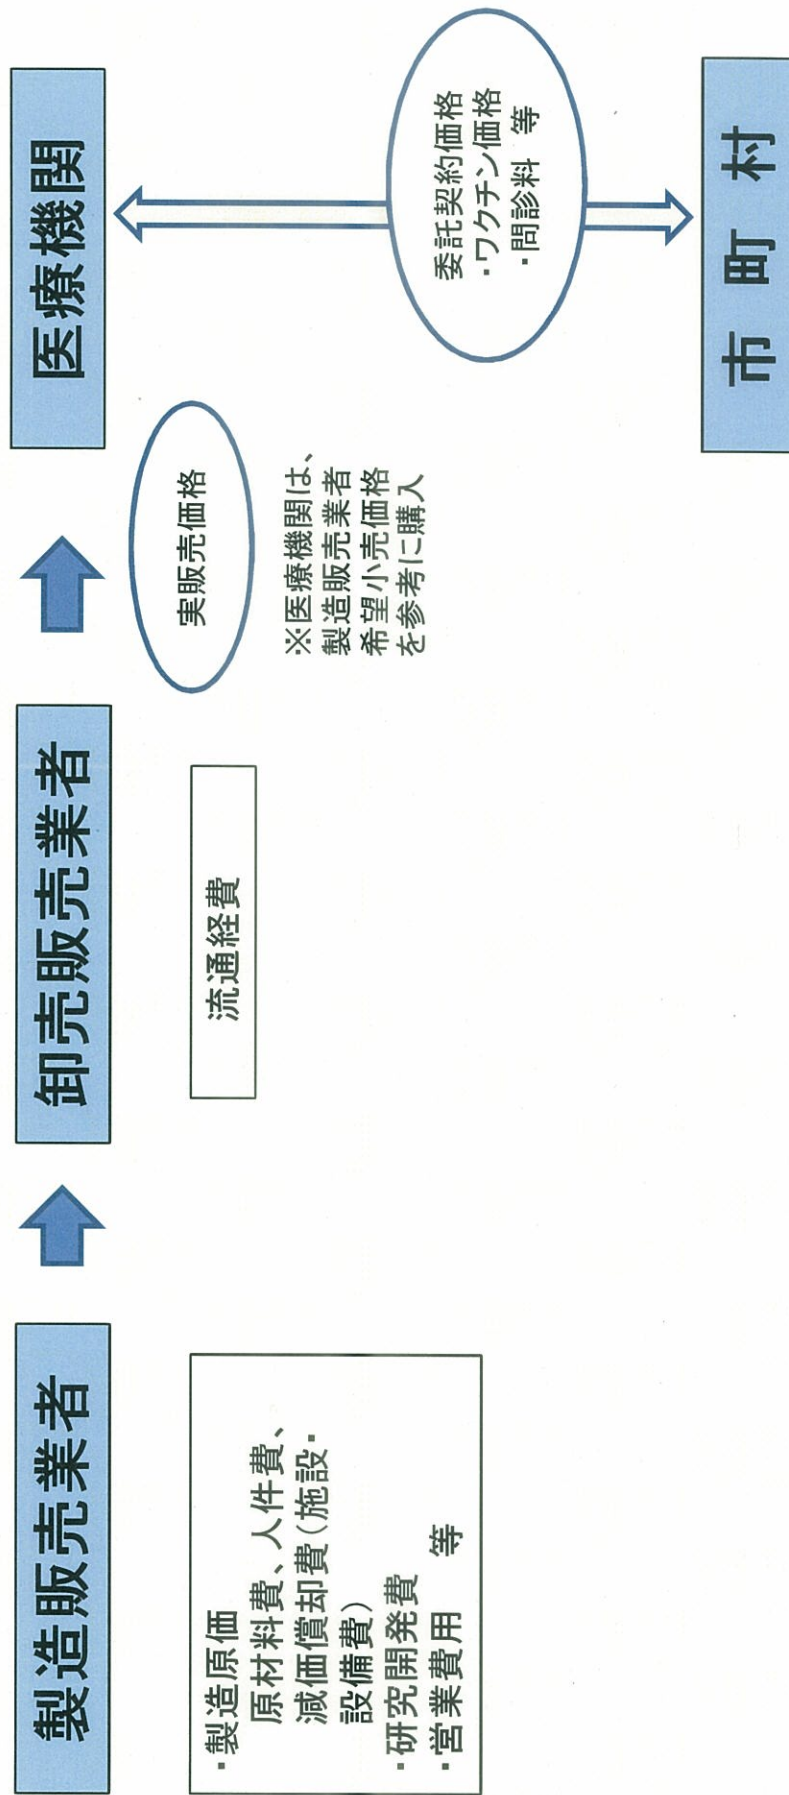 製造販売業者
・製造原価
原材料費、人件費、
減価償却費（施設・
設備費）
・研究開発費
・営業費用　等
卸売販売業者
流通経費
実販売価格
※医療機関は、
製造販売業者
希望小売価格
を参考に購入
医療機関
委託契約価格
・ワクチン価格
・問診料　等
市　町　村